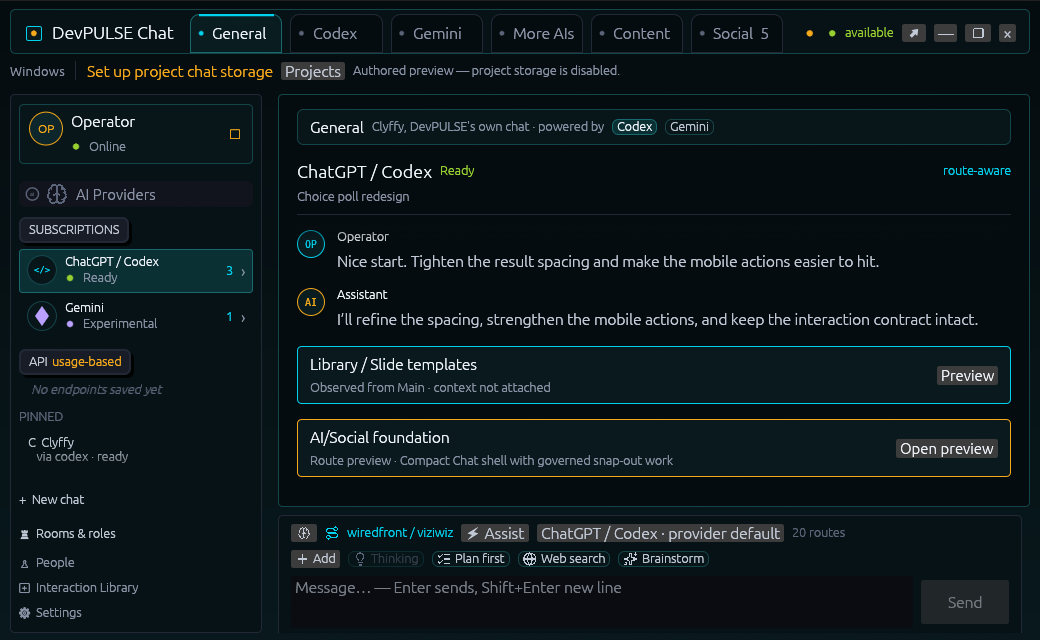 DevPULSE Chat General Codex Gemini More AIs Content Social 5 available
Windows Set up project chat storage Projects Authored preview — project storage is disabled.
OP Operator
Online
AI Providers
SUBSCRIPTIONS
</> ChatGPT / Codex 3 ›
Ready
Gemini 1 ›
Experimental
API usage-based
No endpoints saved yet
PINNED
C Clyffy
via codex · ready
+ New chat
Rooms & roles
People
Interaction Library
Settings
General Clyffy, DevPULSE's own chat · powered by Codex Gemini
ChatGPT / Codex Ready route-aware
Choice poll redesign
OP Operator
Nice start. Tighten the result spacing and make the mobile actions easier to hit.
AI Assistant
I’ll refine the spacing, strengthen the mobile actions, and keep the interaction contract intact.
Library / Slide templates
Observed from Main · context not attached
Preview
AI/Social foundation
Route preview · Compact Chat shell with governed snap-out work
Open preview
wiredfront / viziwiz Assist ChatGPT / Codex · provider default 20 routes
+ Add Thinking Plan first Web search Brainstorm
Message… — Enter sends, Shift+Enter new line
Send